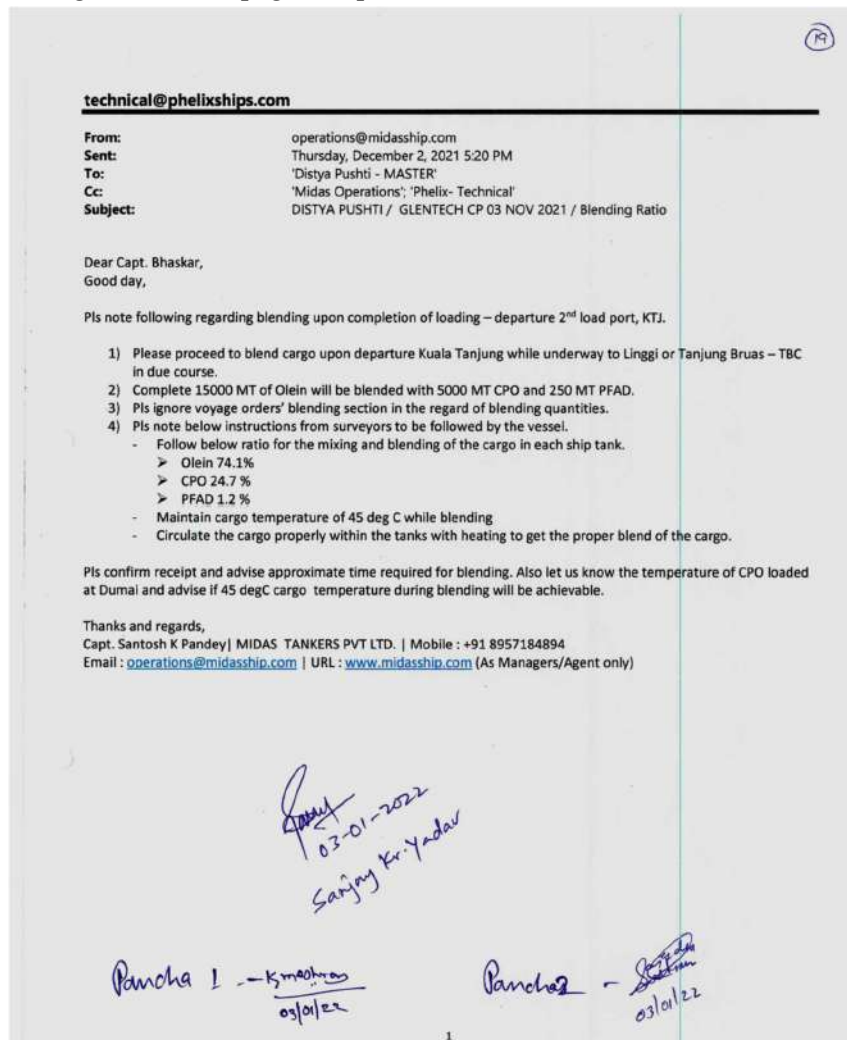 19
technical@phelixships.com
From: operations@midasship.com
Sent: Thursday, December 2, 2021 5:20 PM
To: 'Distya Pushti - MASTER'
Cc: 'Midas Operations'; 'Phelix- Technical'
Subject: DISTYA PUSHTI / GLENTECH CP 03 NOV 2021 / Blending Ratio
Dear Capt. Bhaskar,
Good day,
Pls note following regarding blending upon completion of loading – departure 2nd load port, KTJ.
1) Please proceed to blend cargo upon departure Kuala Tanjung while underway to Linggi or Tanjung Bruas – TBC
in due course.
2) Complete 15000 MT of Olein will be blended with 5000 MT CPO and 250 MT PFAD.
3) Pls ignore voyage orders' blending section in the regard of blending quantities.
4) Pls note below instructions from surveyors to be followed by the vessel.
- Follow below ratio for the mixing and blending of the cargo in each ship tank.
➢ Olein 74.1%
➢ CPO 24.7 %
➢ PFAD 1.2 %
- Maintain cargo temperature of 45 deg C while blending
- Circulate the cargo properly within the tanks with heating to get the proper blend of the cargo.
Pls confirm receipt and advise approximate time required for blending. Also let us know the temperature of CPO loaded
at Dumai and advise if 45 degC cargo temperature during blending will be achievable.
Thanks and regards,
Capt. Santosh K Pandey| MIDAS TANKERS PVT LTD. | Mobile : +91 8957184894
Email : operations@midasship.com | URL : www.midasship.com (As Managers/Agent only)
03-01-2022
Sanjay Kr. Yadav
Pancha 1 - Pancha 2 -
03/01/22 03/01/22
1